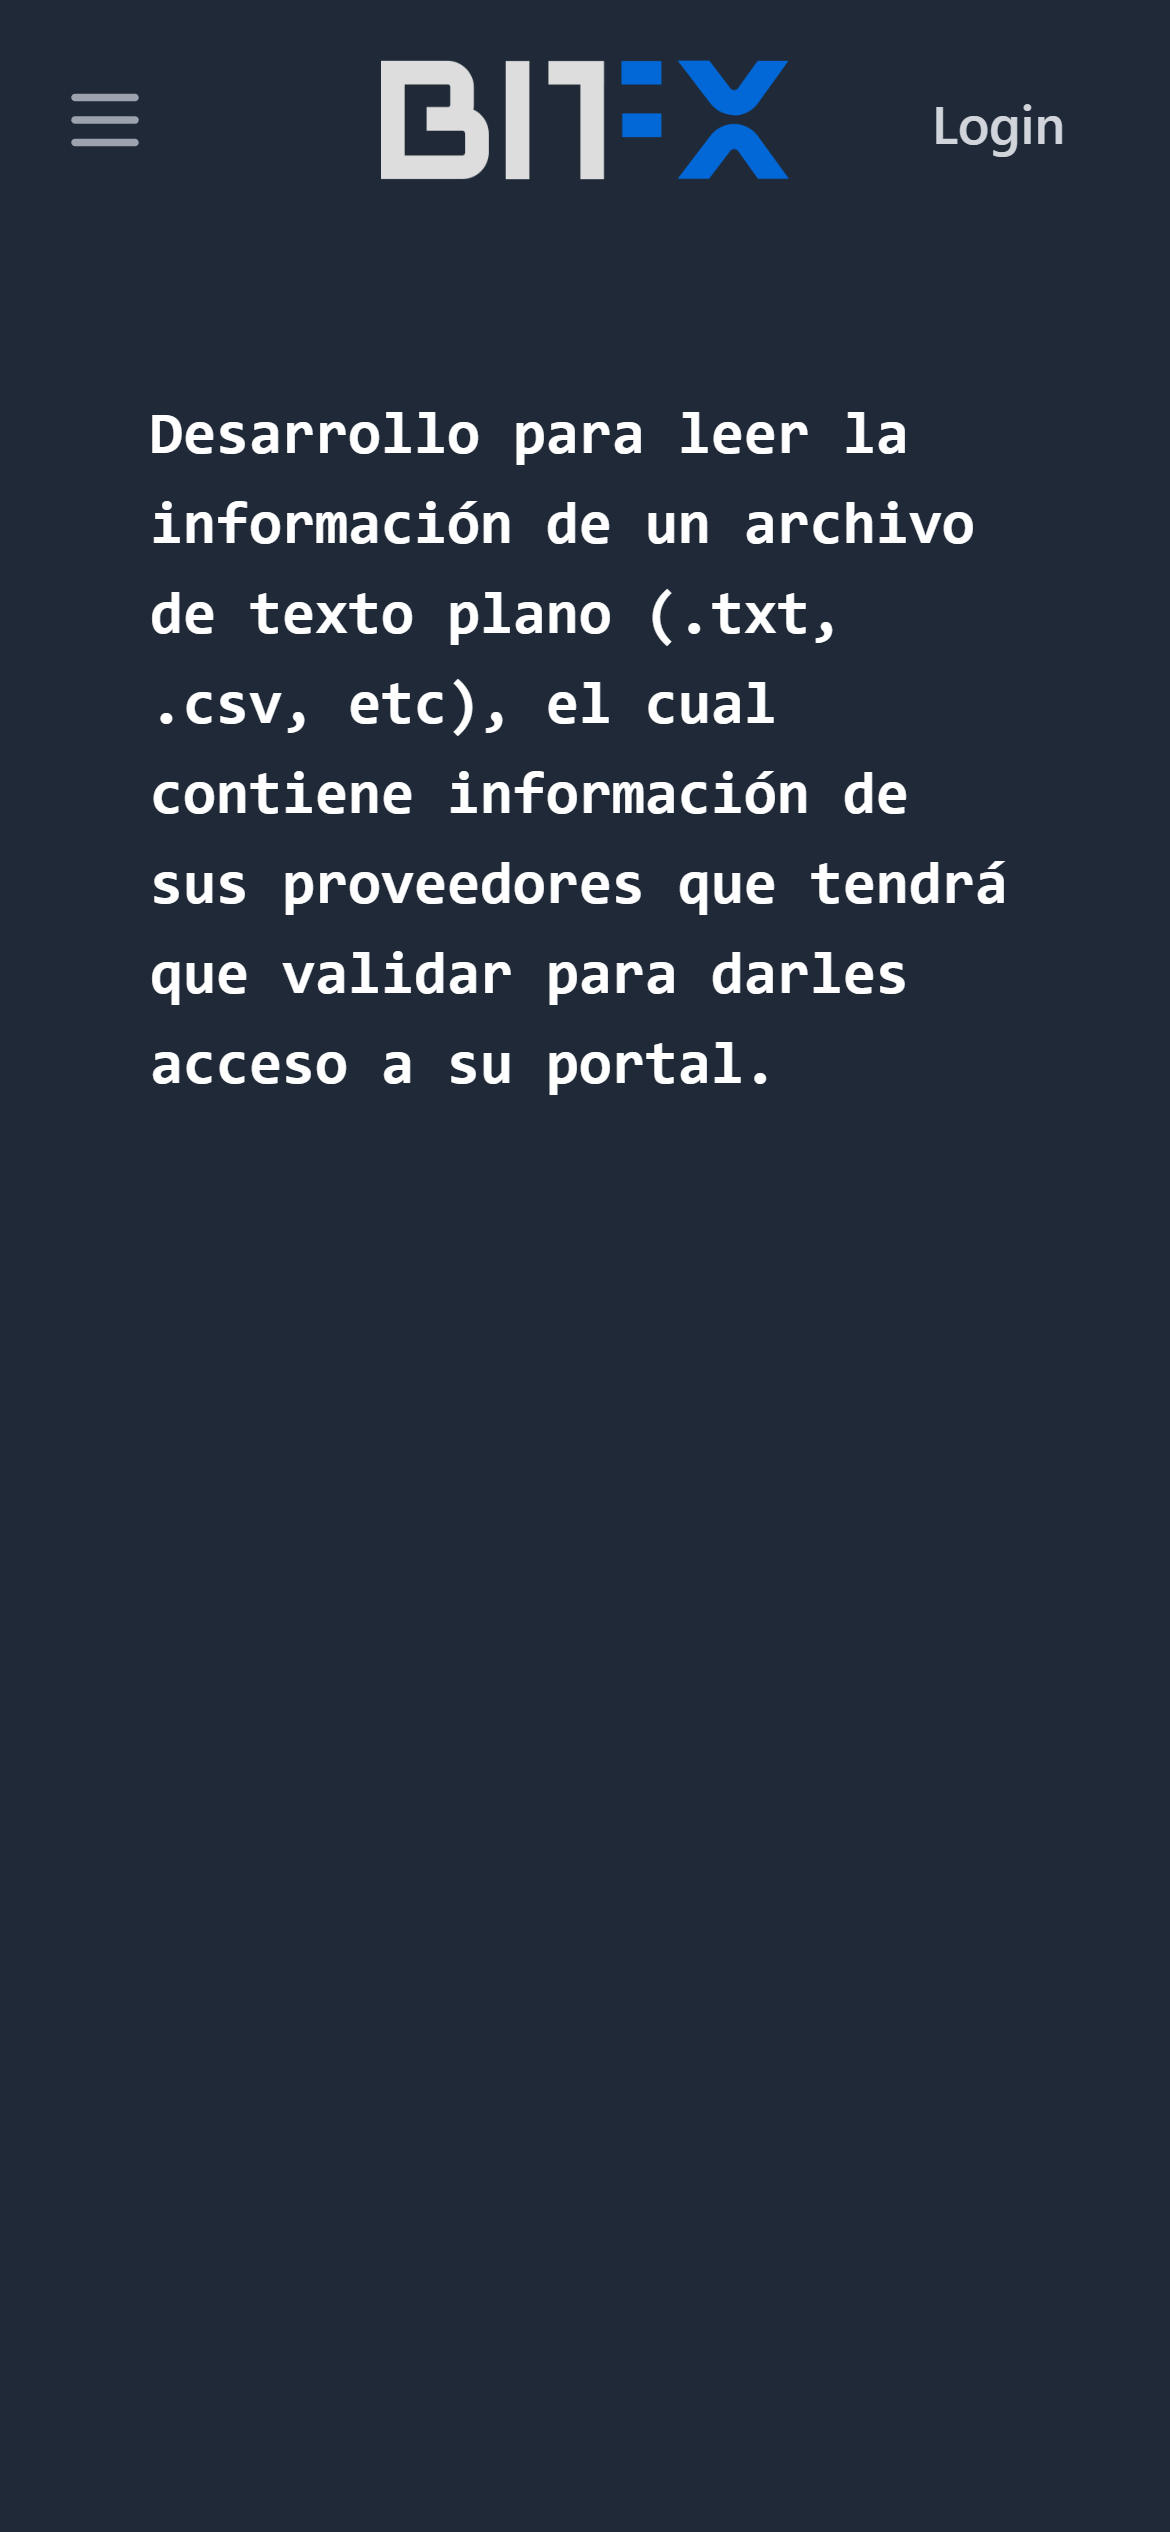 BITFX
Login
Desarrollo para leer la
información de un archivo
de texto plano (.txt,
.csv, etc), el cual
contiene información de
sus proveedores que tendrá
que validar para darles
acceso a su portal.